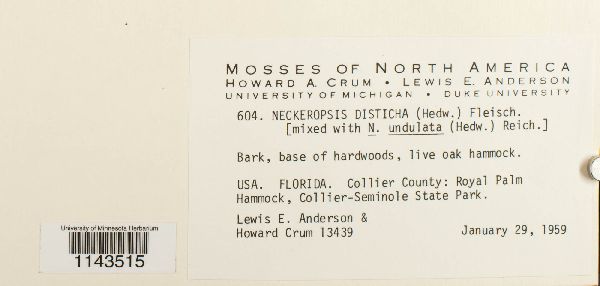 MOSSES OF NORTH AMERICA
HOWARD A. CRUM • LEWIS E. ANDERSON
UNIVERSITY OF MICHIGAN • DUKE UNIVERSITY
604. NECKEROPSIS DISTICHA (Hedw.) Fleisch.
[mixed with N. undulata (Hedw.) Reich.]
Bark, base of hardwoods, live oak hammock.
USA. FLORIDA. Collier County: Royal Palm
Hammock, Collier-Seminole State Park.
Lewis E. Anderson &
Howard Crum 13439 January 29, 1959
University of Minnesota Herbarium
1143515